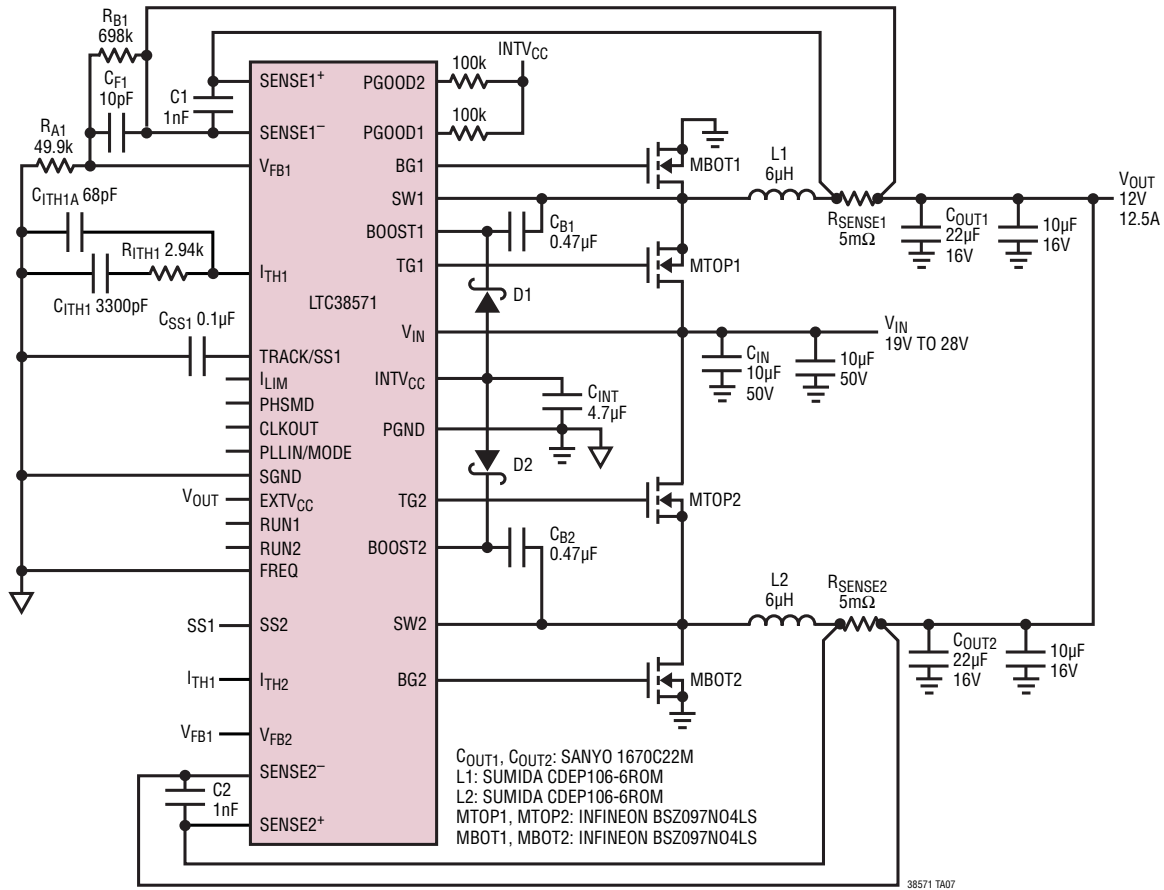 RB1
698k
CF1
10pF
RA1
49.9k
C1
1nF
CITH1A 68pF
RITH1 2.94k
CITH1 3300pF
CSS1 0.1µF
VOUT
SS1
ITH1
VFB1
C2
1nF
SENSE1+
SENSE1–
VFB1
ITH1
LTC38571
TRACK/SS1
ILIM
PHSMD
CLKOUT
PLLIN/MODE
SGND
EXTVCC
RUN1
RUN2
FREQ
SS2
ITH2
VFB2
SENSE2–
SENSE2+
PGOOD2
PGOOD1
BG1
SW1
BOOST1
TG1
VIN
INTVCC
PGND
TG2
BOOST2
SW2
BG2
INTVCC
100k
100k
MBOT1
CB1
0.47µF
MTOP1
D1
L1
6µH
RSENSE1
5mΩ
COUT1
22µF
16V
10µF
16V
VOUT
12V
12.5A
VIN
19V TO 28V
CIN
10µF
50V
10µF
50V
CINT
4.7µF
D2
MTOP2
CB2
0.47µF
L2
6µH
RSENSE2
5mΩ
COUT2
22µF
16V
10µF
16V
MBOT2
COUT1, COUT2: SANYO 1670C22M
L1: SUMIDA CDEP106-6ROM
L2: SUMIDA CDEP106-6ROM
MTOP1, MTOP2: INFINEON BSZ097NO4LS
MBOT1, MBOT2: INFINEON BSZ097NO4LS
38571 TA07